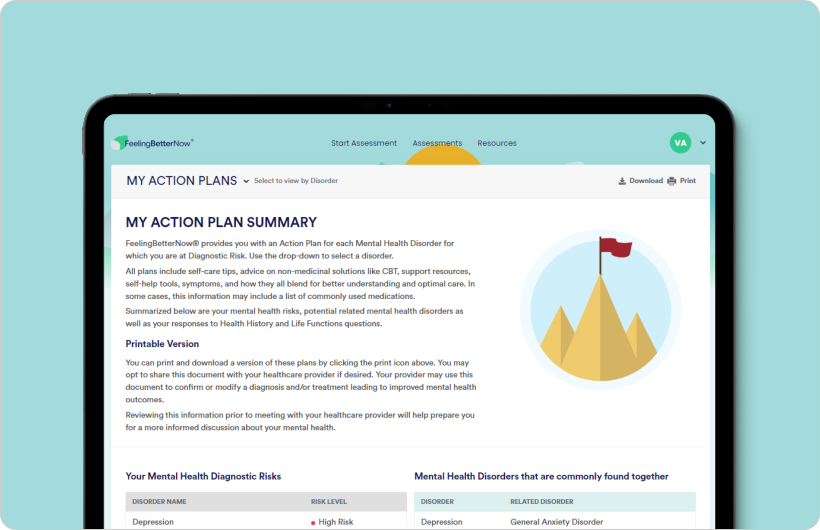 FeelingBetterNow®
Start Assessment Assessments Resources
VA
MY ACTION PLANS Select to view by Disorder
Download Print
MY ACTION PLAN SUMMARY
FeelingBetterNow® provides you with an Action Plan for each Mental Health Disorder for
which you are at Diagnostic Risk. Use the drop-down to select a disorder.
All plans include self-care tips, advice on non-medicinal solutions like CBT, support resources,
self-help tools, symptoms, and how they all blend for better understanding and optimal care. In
some cases, this information may include a list of commonly used medications.
Summarized below are your mental health risks, potential related mental health disorders as
well as your responses to Health History and Life Functions questions.
Printable Version
You can print and download a version of these plans by clicking the print icon above. You may
opt to share this document with your healthcare provider if desired. Your provider may use this
document to confirm or modify a diagnosis and/or treatment leading to improved mental health
outcomes.
Reviewing this information prior to meeting with your healthcare provider will help prepare you
for a more informed discussion about your mental health.
Your Mental Health Diagnostic Risks
DISORDER NAME RISK LEVEL
Depression High Risk
Mental Health Disorders that are commonly found together
DISORDER RELATED DISORDER
Depression General Anxiety Disorder